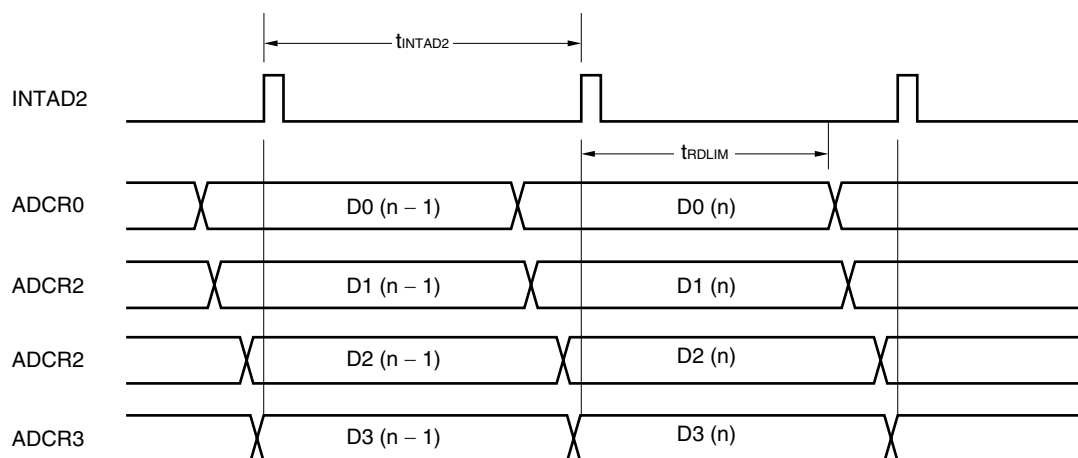 tINTAD2
INTAD2
tRDLIM
ADCR0
D0 (n − 1)
D0 (n)
ADCR2
D1 (n − 1)
D1 (n)
ADCR2
D2 (n − 1)
D2 (n)
ADCR3
D3 (n − 1)
D3 (n)